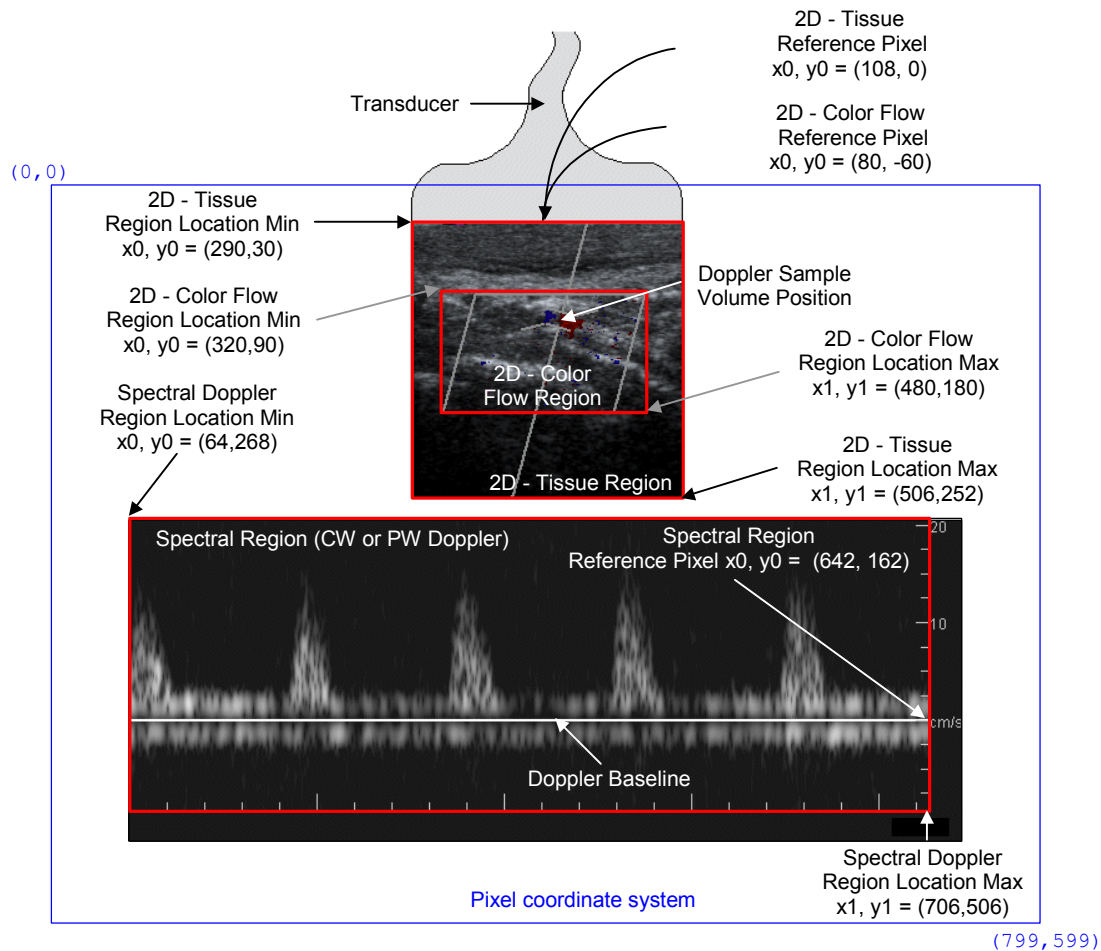 2D - Tissue
Reference Pixel
x0, y0 = (108, 0)
Transducer
2D - Color Flow
Reference Pixel
x0, y0 = (80, -60)
(0,0)
2D - Tissue
Region Location Min
x0, y0 = (290,30)
Doppler Sample
Volume Position
2D - Color Flow
Region Location Min
x0, y0 = (320,90)
2D - Color Flow
Region Location Max
x1, y1 = (480,180)
2D - Color
Flow Region
Spectral Doppler
Region Location Min
x0, y0 = (64,268)
2D - Tissue
Region Location Max
x1, y1 = (506,252)
2D - Tissue Region
Spectral Region (CW or PW Doppler)
Spectral Region
Reference Pixel x0, y0 = (642, 162)
20
10
cm/s
Doppler Baseline
Spectral Doppler
Region Location Max
x1, y1 = (706,506)
Pixel coordinate system
(799,599)